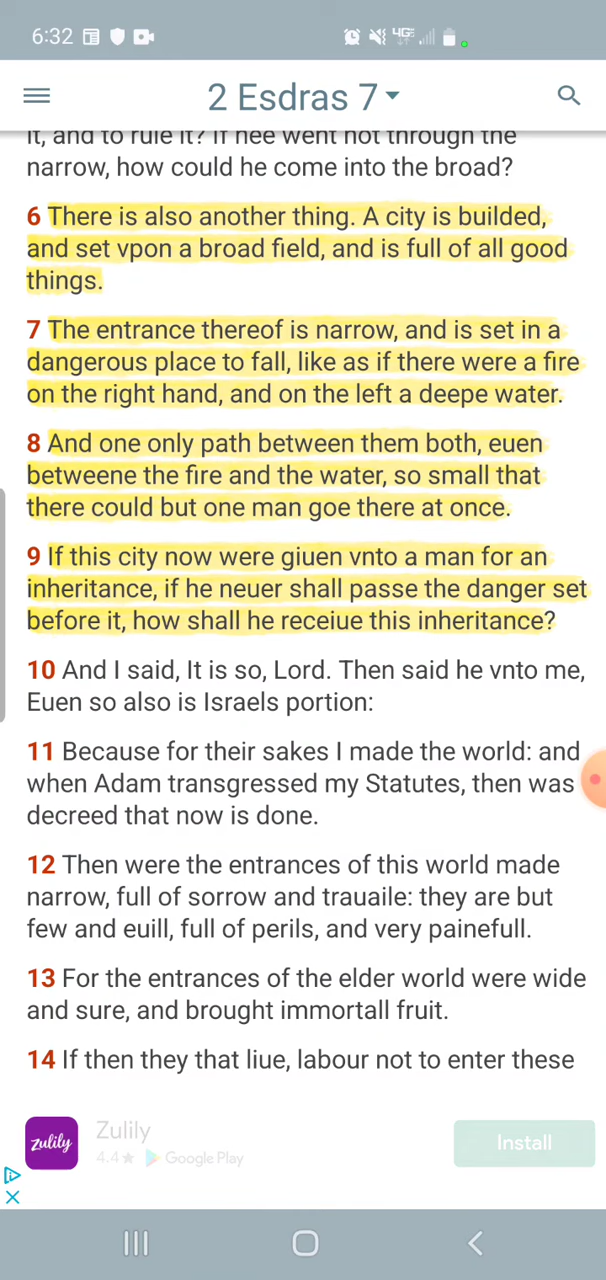 6:32
4GE
2 Esdras 7
it, and to rule it? If hee went not through the
narrow, how could he come into the broad?
6 There is also another thing. A city is builded,
and set vpon a broad field, and is full of all good
things.
7 The entrance thereof is narrow, and is set in a
dangerous place to fall, like as if there were a fire
on the right hand, and on the left a deepe water.
8 And one only path between them both, euen
betweene the fire and the water, so small that
there could but one man goe there at once.
9 If this city now were giuen vnto a man for an
inheritance, if he neuer shall passe the danger set
before it, how shall he receiue this inheritance?
10 And I said, It is so, Lord. Then said he vnto me,
Euen so also is Israels portion:
11 Because for their sakes I made the world: and
when Adam transgressed my Statutes, then was
decreed that now is done.
12 Then were the entrances of this world made
narrow, full of sorrow and trauaile: they are but
few and euill, full of perils, and very painefull.
13 For the entrances of the elder world were wide
and sure, and brought immortall fruit.
14 If then they that liue, labour not to enter these
zulily
Zulily
4.4★ Google Play
Install